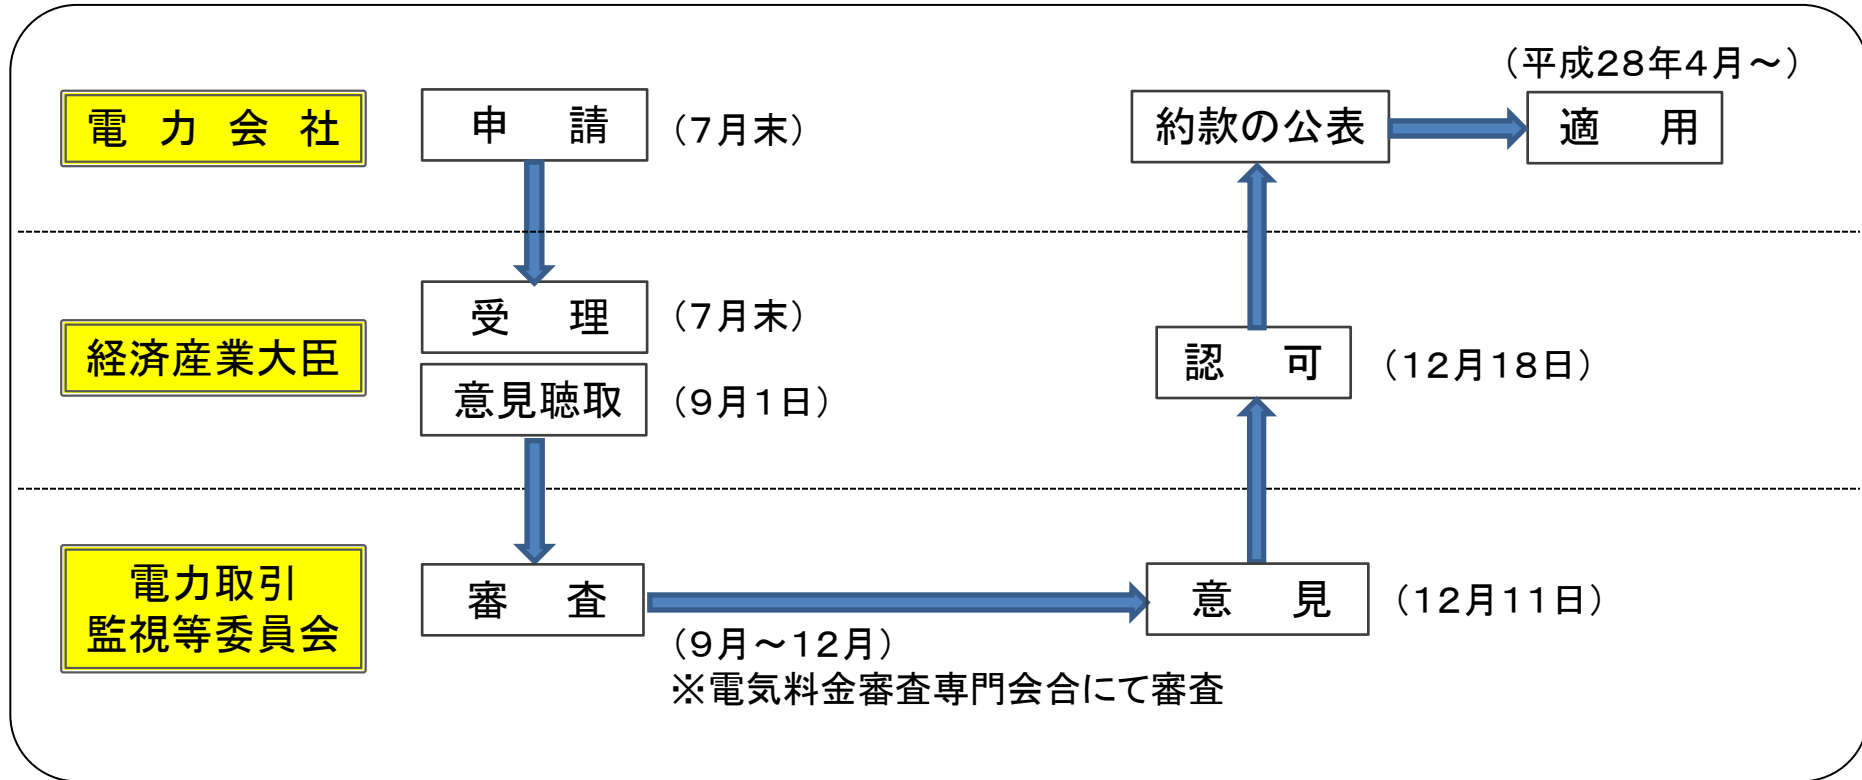 （平成28年4月～）
電 力 会 社
申　請
（7月末）
約款の公表
適　用
経済産業大臣
受　理
（7月末）
意見聴取
（9月1日）
認　可
（12月18日）
電力取引
監視等委員会
審　査
（9月～12月）
※電気料金審査専門会合にて審査
意　見
（12月11日）